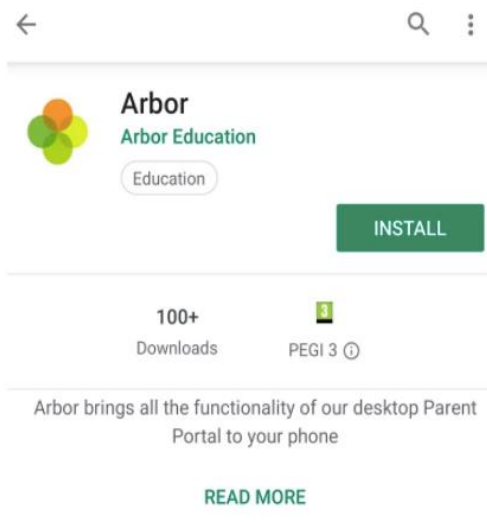 Arbor
Arbor Education
Education
INSTALL
100+
Downloads
3
PEGI 3
Arbor brings all the functionality of our desktop Parent
Portal to your phone
READ MORE